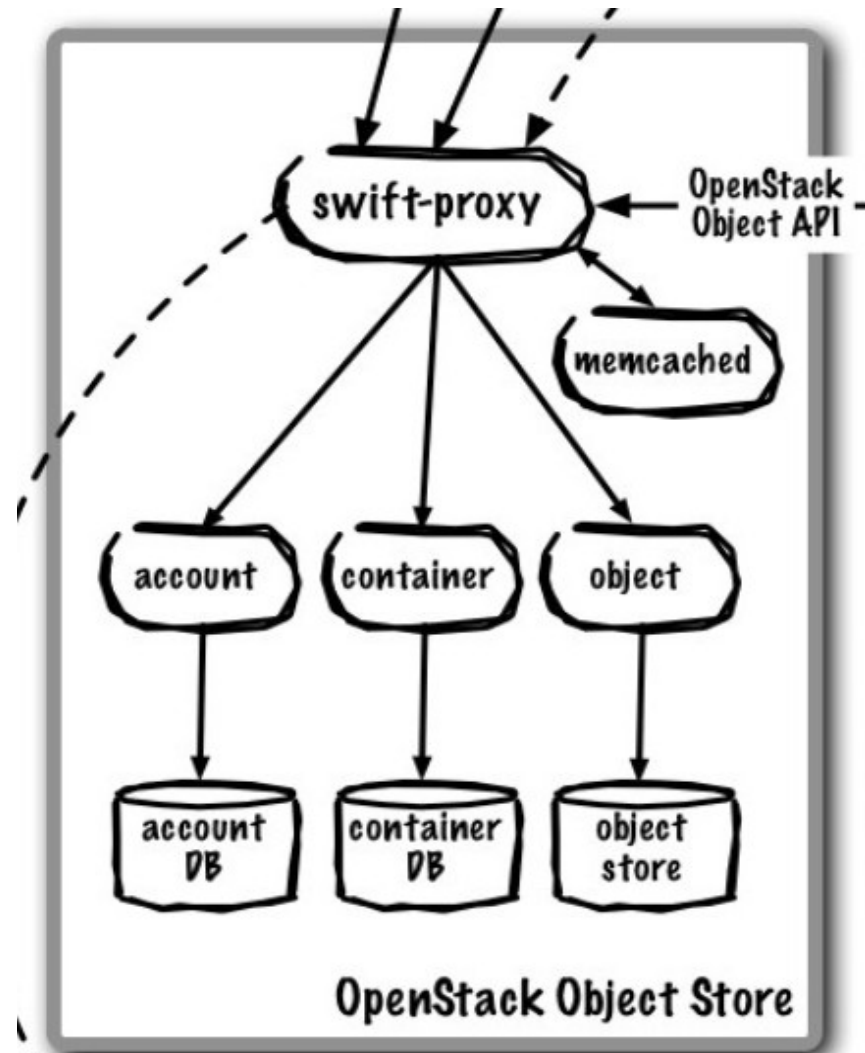 swift-proxy
OpenStack
Object API
memcached
account
container
object
account
DB
container
DB
object
store
OpenStack Object Store